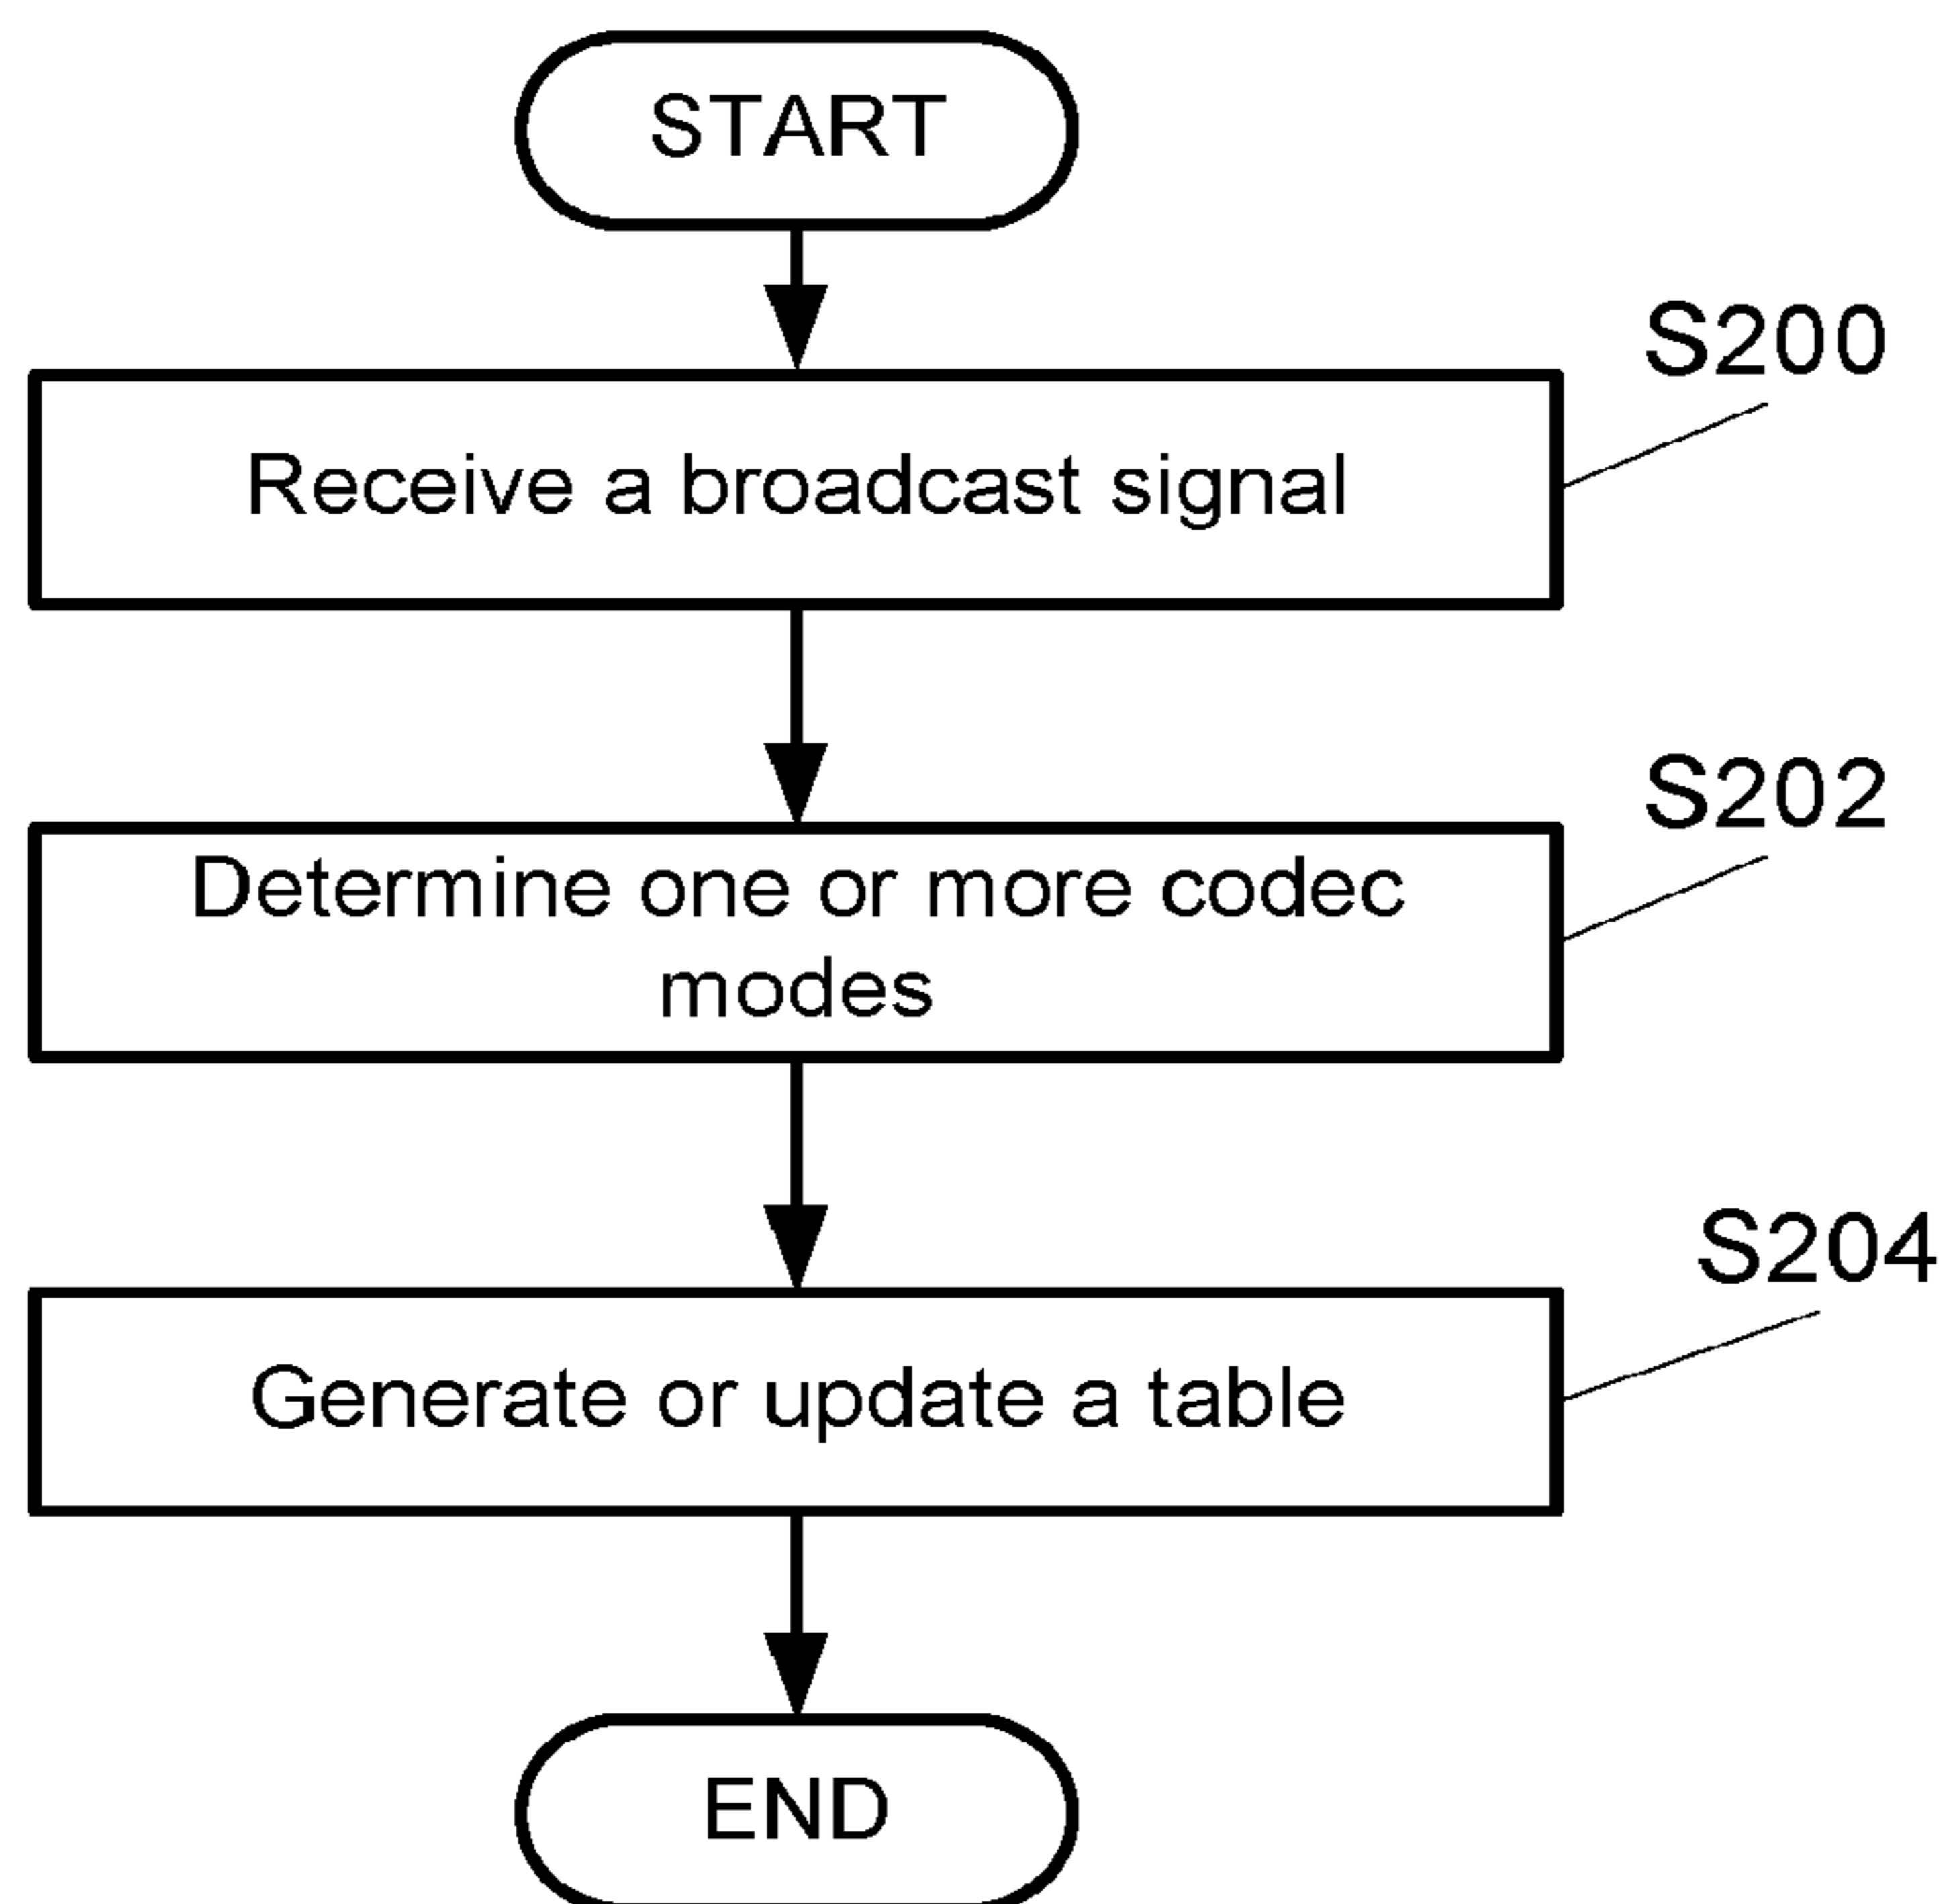 START
S200
Receive a broadcast signal
S202
Determine one or more codec
modes
S204
Generate or update a table
END